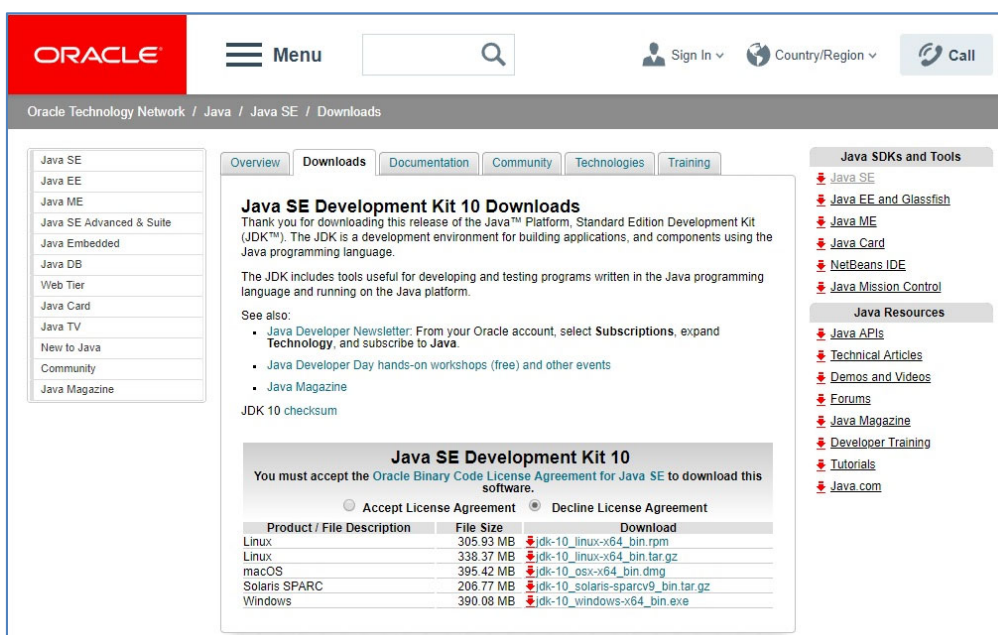 ORACLE®
Menu
Sign In
Country/Region
Call
Oracle Technology Network / Java / Java SE / Downloads
Java SE
Java EE
Java ME
Java SE Advanced & Suite
Java Embedded
Java DB
Web Tier
Java Card
Java TV
New to Java
Community
Java Magazine
Overview Downloads Documentation Community Technologies Training
Java SE Development Kit 10 Downloads
Thank you for downloading this release of the Java™ Platform, Standard Edition Development Kit
(JDK™). The JDK is a development environment for building applications, and components using the
Java programming language.
The JDK includes tools useful for developing and testing programs written in the Java programming
language and running on the Java platform.
See also:
Java Developer Newsletter: From your Oracle account, select Subscriptions, expand
Technology, and subscribe to Java.
Java Developer Day hands-on workshops (free) and other events
Java Magazine
JDK 10 checksum
Java SE Development Kit 10
You must accept the Oracle Binary Code License Agreement for Java SE to download this
software.
Accept License Agreement Decline License Agreement
Product / File Description File Size Download
Linux 305.93 MB jdk-10_linux-x64_bin.rpm
Linux 338.37 MB jdk-10_linux-x64_bin.tar.gz
macOS 395.42 MB jdk-10_osx-x64_bin.dmg
Solaris SPARC 206.77 MB jdk-10_solaris-sparcv9_bin.tar.gz
Windows 390.08 MB jdk-10_windows-x64_bin.exe
Java SDKs and Tools
Java SE
Java EE and Glassfish
Java ME
Java Card
NetBeans IDE
Java Mission Control
Java Resources
Java APIs
Technical Articles
Demos and Videos
Forums
Java Magazine
Developer Training
Tutorials
Java.com